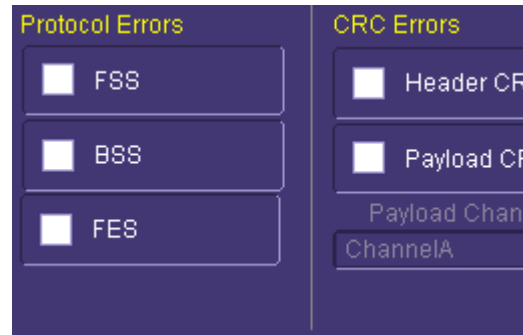 Protocol Errors
FSS
BSS
FES
CRC Errors
Header CR
Payload CR
Payload Chan
ChannelA